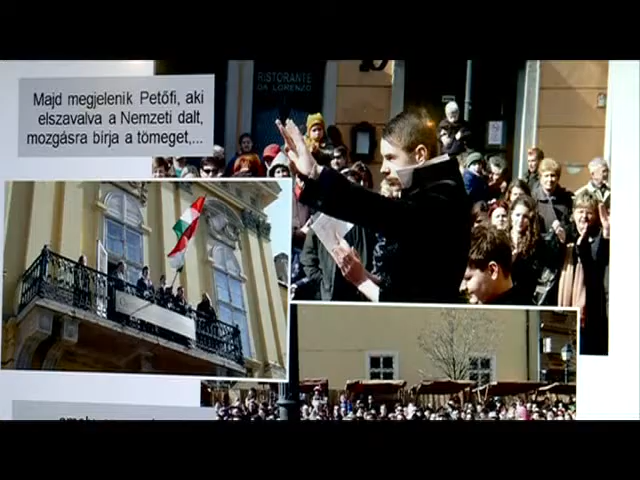 Majd megjelenik Petőfi, aki
elszavalva a Nemzeti dalt,
mozgásra bírja a tömeget,...
RISTORANTE
DA LORENZO